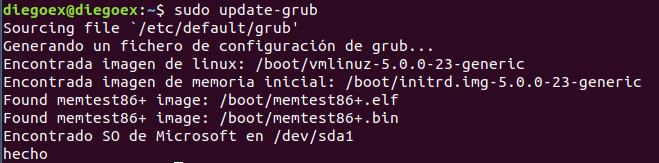 diegoex@diegoex:~$ sudo update-grub
Sourcing file `/etc/default/grub'
Generando un fichero de configuración de grub...
Encontrada imagen de linux: /boot/vmlinuz-5.0.0-23-generic
Encontrada imagen de memoria inicial: /boot/initrd.img-5.0.0-23-generic
Found memtest86+ image: /boot/memtest86+.elf
Found memtest86+ image: /boot/memtest86+.bin
Encontrado SO de Microsoft en /dev/sda1
hecho